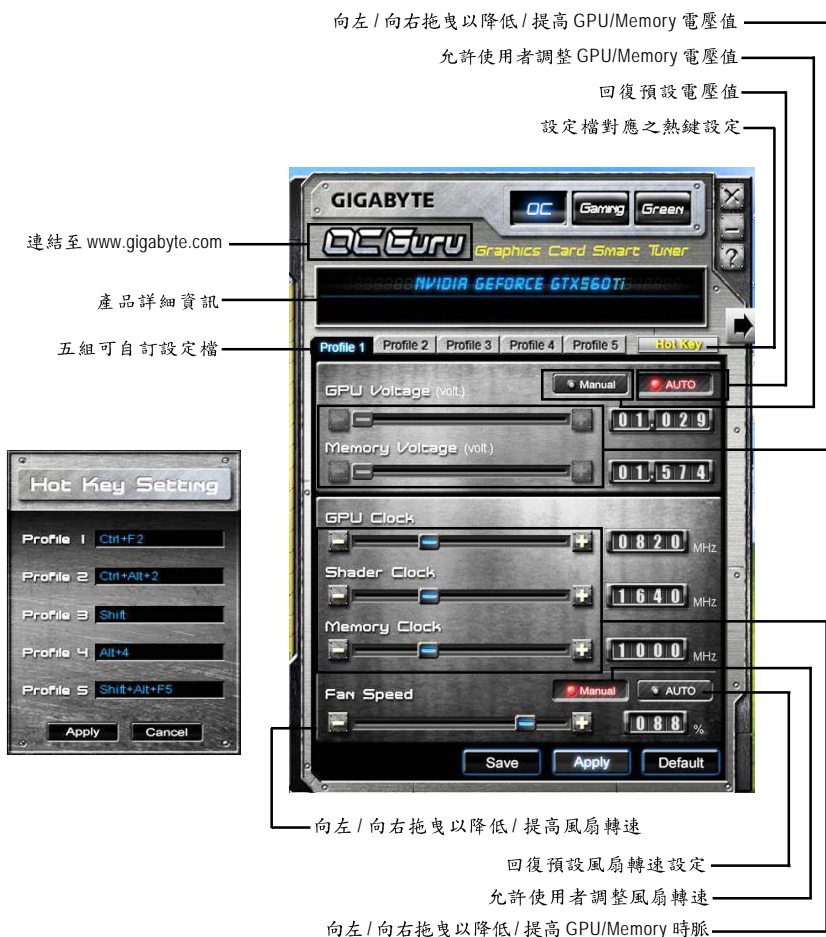 向左 / 向右拖曳以降低 / 提高 GPU/Memory 電壓值
允許使用者調整 GPU/Memory 電壓值
回復預設電壓值
設定檔對應之熱鍵設定
GIGABYTE
OC Gaming Green
連結至 www.gigabyte.com
OC Guru Graphics Card Smart Tuner
?
產品詳細資訊
NVIDIA GEFORCE GTX560Ti
五組可自訂設定檔
Profile 1 Profile 2 Profile 3 Profile 4 Profile 5 Hot Key
GPU Voltage (volt.) Manual AUTO
01.029
Memory Voltage (volt.)
01.574
Hot Key Setting
Profile 1 Ctrl+F2
Profile 2 Ctrl+Alt+2
Profile 3 Shift
Profile 4 Alt+4
Profile 5 Shift+Alt+F5
Apply Cancel
GPU Clock
0820 MHz
Shader Clock
1640 MHz
Memory Clock
1000 MHz
Fan Speed Manual AUTO
088 %
Save Apply Default
向左 / 向右拖曳以降低 / 提高風扇轉速
回復預設風扇轉速設定
允許使用者調整風扇轉速
向左 / 向右拖曳以降低 / 提高 GPU/Memory 時脈